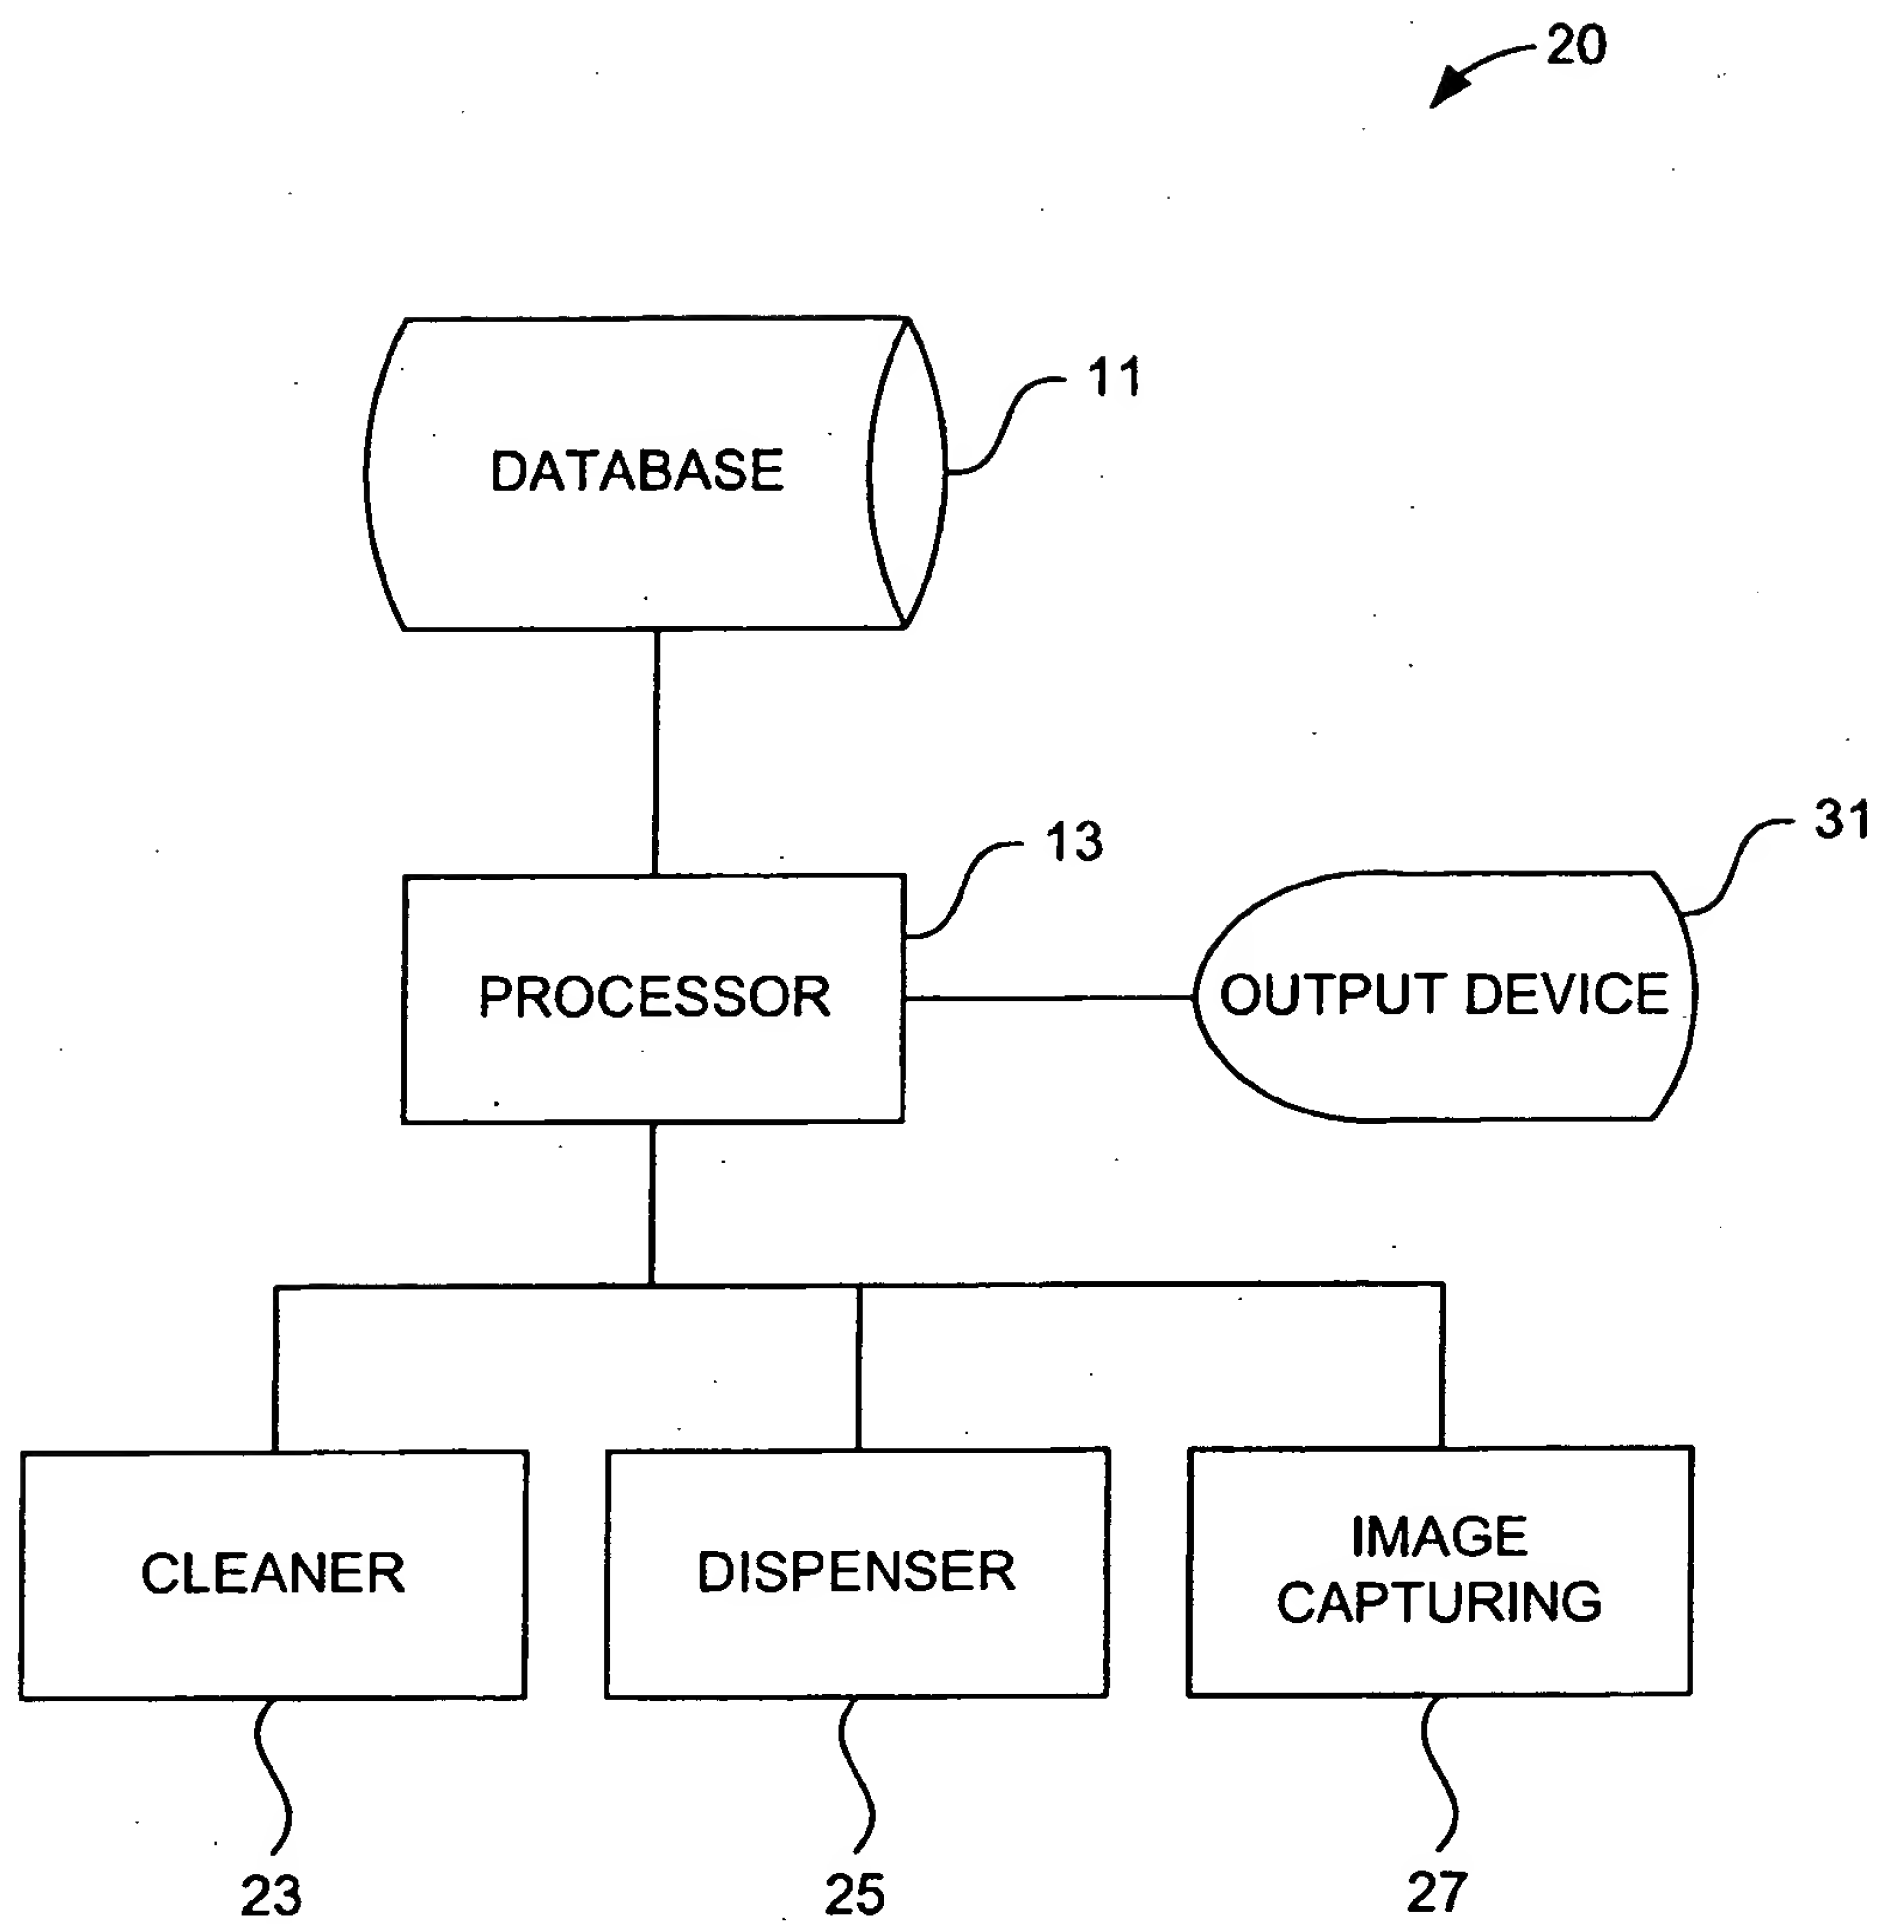 20
11
DATABASE
13
31
PROCESSOR
OUTPUT DEVICE
CLEANER
DISPENSER
IMAGE
CAPTURING
23
25
27